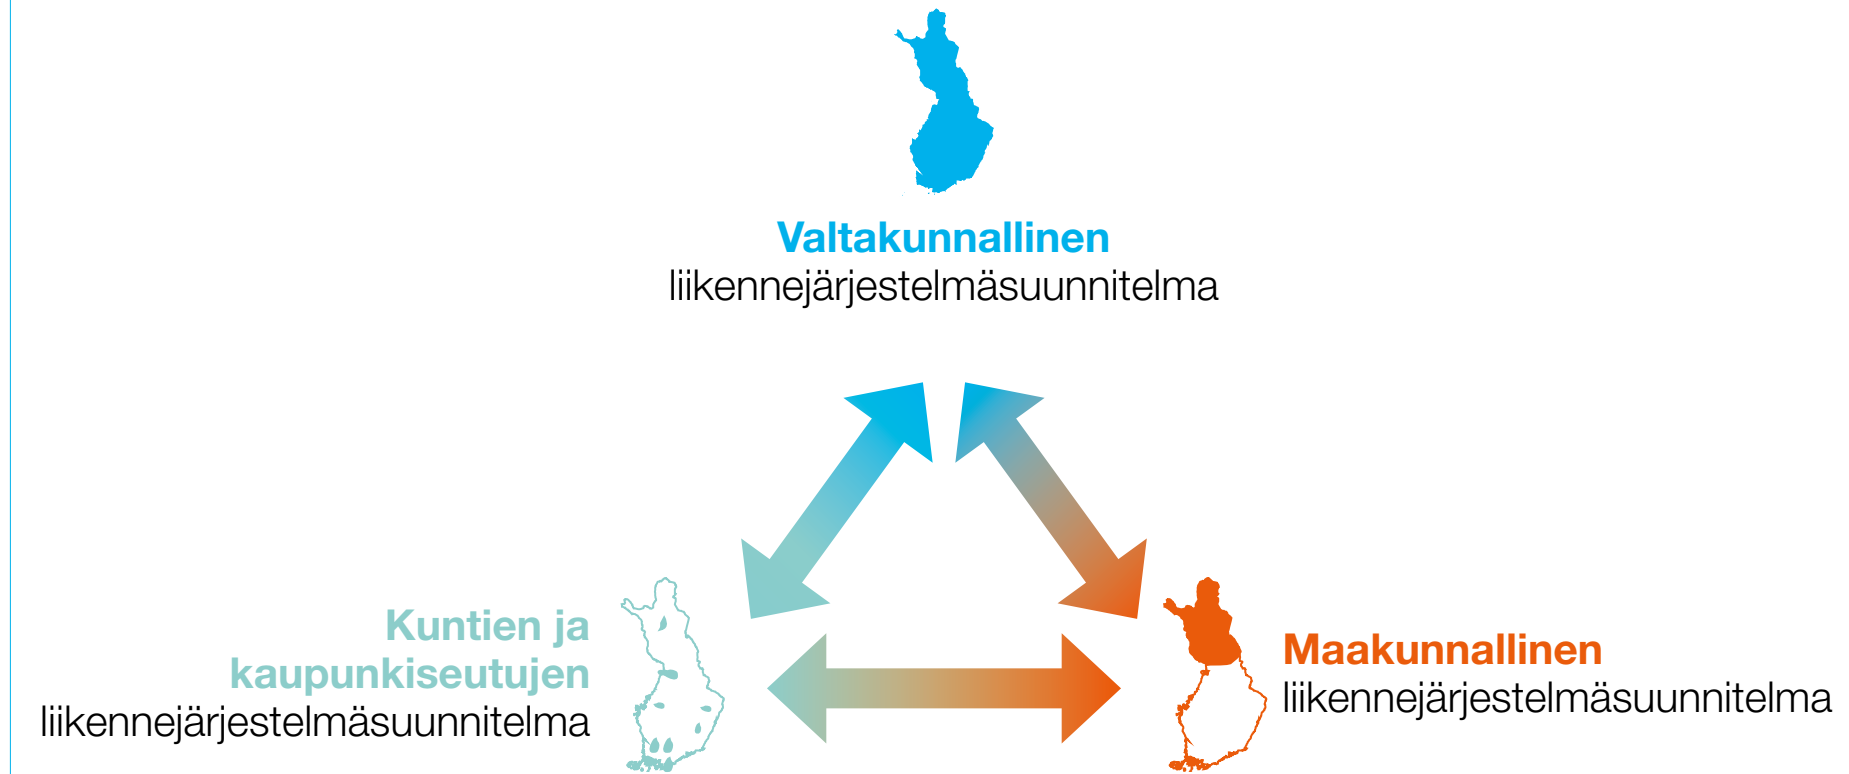 Valtakunnallinen
liikennejärjestelmäsuunnitelma
Kuntien ja
kaupunkiseutujen
liikennejärjestelmäsuunnitelma
Maakunnallinen
liikennejärjestelmäsuunnitelma